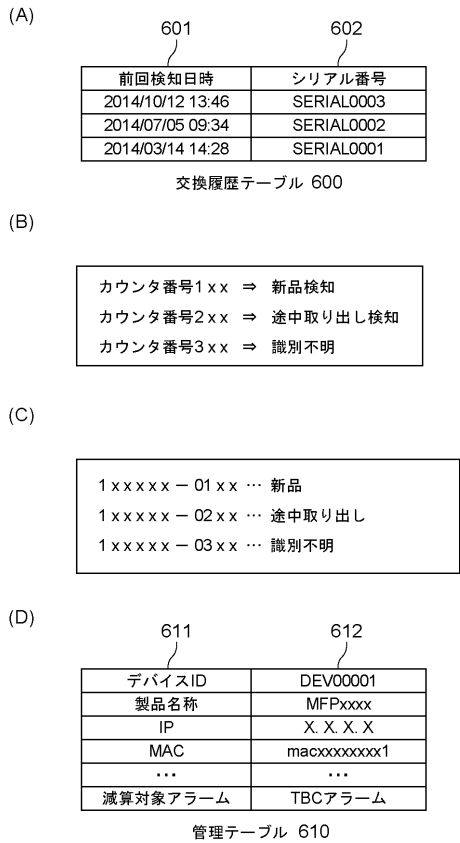 (A)
601 602
前回検知日時 シリアル番号
2014/10/12 13:46 SERIAL0003
2014/07/05 09:34 SERIAL0002
2014/03/14 14:28 SERIAL0001
交換履歴テーブル 600
(B)
カウンタ番号1xx ⇒ 新品検知
カウンタ番号2xx ⇒ 途中取り出し検知
カウンタ番号3xx ⇒ 識別不明
(C)
1xxxxx-01xx … 新品
1xxxxx-02xx … 途中取り出し
1xxxxx-03xx … 識別不明
(D)
611 612
デバイスID DEV00001
製品名称 MFPxxxx
IP X. X. X. X
MAC macxxxxxxxx1
… …
減算対象アラーム TBCアラーム
管理テーブル 610